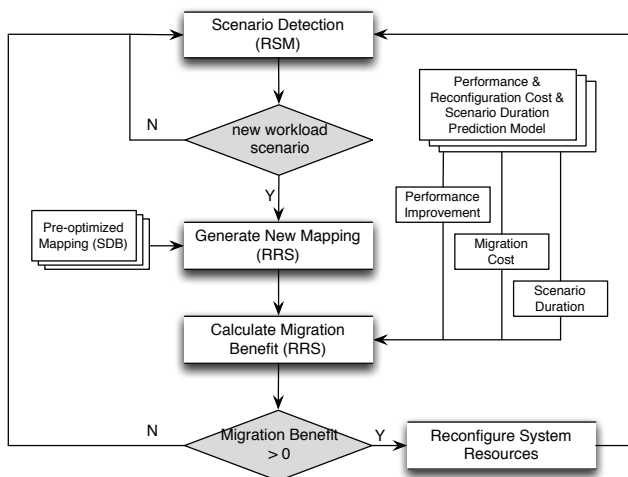 Scenario Detection
(RSM)
Performance &
Reconfiguration Cost &
Scenario Duration
Prediction Model
N
new workload
scenario
Y
Performance
Improvement
Pre-optimized
Mapping (SDB)
Generate New Mapping
(RRS)
Migration
Cost
Scenario
Duration
Calculate Migration
Benefit (RRS)
N
Migration Benefit
> 0
Y
Reconfigure System
Resources